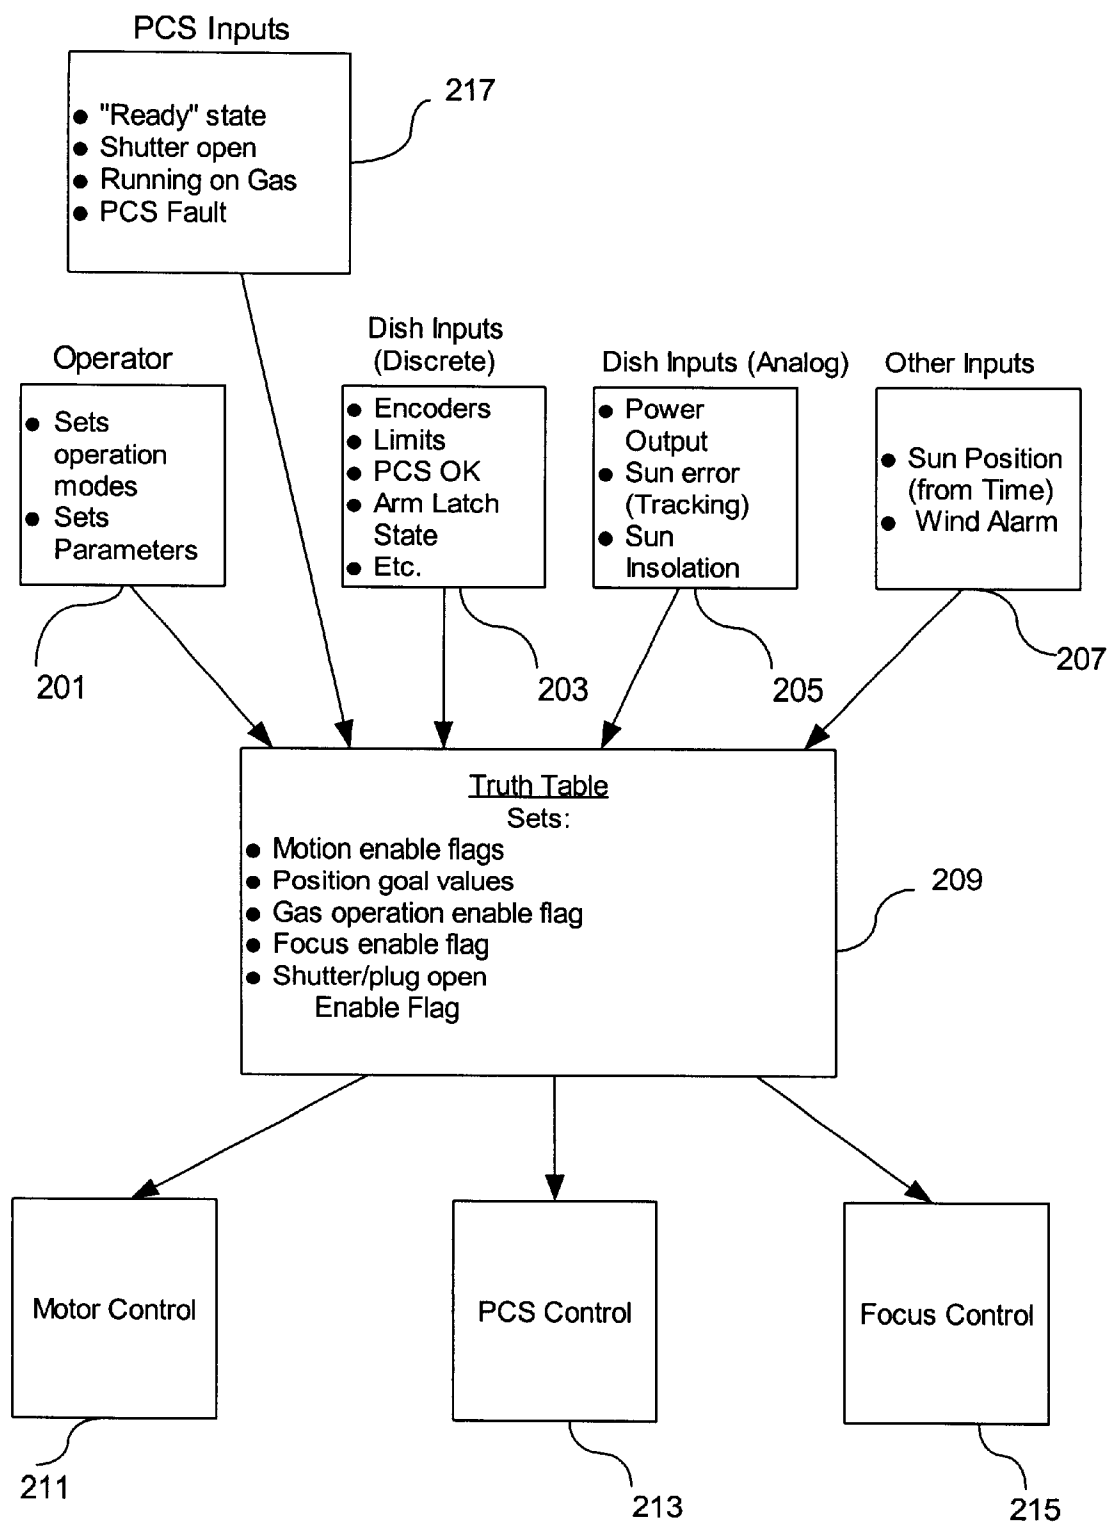 PCS Inputs
● "Ready" state
● Shutter open
● Running on Gas
● PCS Fault
217
Operator
● Sets
operation
modes
● Sets
Parameters
201
Dish Inputs
(Discrete)
● Encoders
● Limits
● PCS OK
● Arm Latch
State
● Etc.
203
Dish Inputs (Analog)
● Power
Output
● Sun error
(Tracking)
● Sun
Insolation
205
Other Inputs
● Sun Position
(from Time)
● Wind Alarm
207
Truth Table
Sets:
● Motion enable flags
● Position goal values
● Gas operation enable flag
● Focus enable flag
● Shutter/plug open
Enable Flag
209
Motor Control
211
PCS Control
213
Focus Control
215